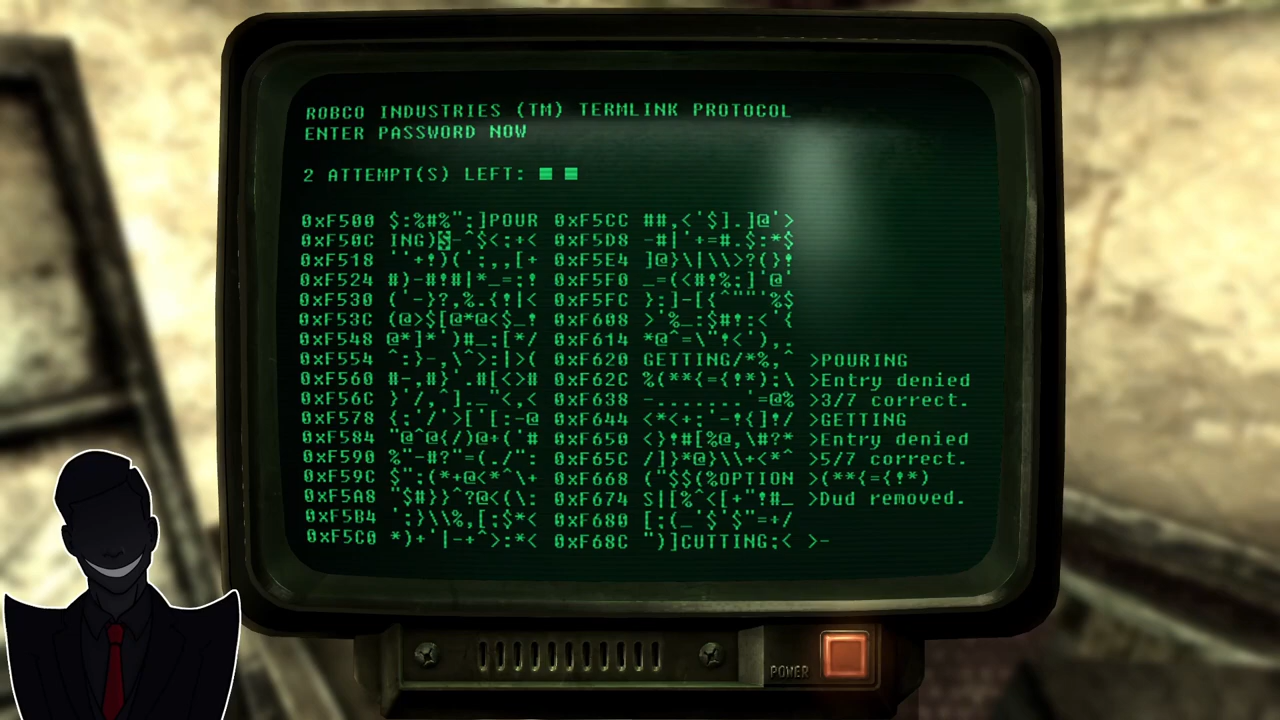 ROBCO INDUSTRIES (TM) TERMLINK PROTOCOL
ENTER PASSWORD NOW
2 ATTEMPT(S) LEFT: ■ ■
0xF500 $:%#%";]POUR 0xF5CC ##,<'$].]@'>
0xF50C ING)$-^$<;+< 0xF5D8 -#|''+=#.$:*$
0xF518 ''+!)(';,,[+ 0xF5E4 ]@}\|\\>?(}!
0xF524 #)-#!#|*_=;! 0xF5F0 _=(<#!%;]'@'
0xF530 ('-}?,%.{!|< 0xF5FC }:]-[{^""'%$
0xF53C (@>$[@*@<$_! 0xF608 >'%_:$#!:<'{
0xF548 @*]*')#_;[*/ 0xF614 *@^=\"!<'),.
0xF554 ^:}-,\^>:|>( 0xF620 GETTING/*%,^ >POURING
0xF560 #-,#}'.#[<># 0xF62C %(**{={!*);\ >Entry denied
0xF56C }'/,^]._"<,< 0xF638 -.......'=@% >3/7 correct.
0xF578 {:'/'>['[:-@ 0xF644 <*<+:'-!{]!/ >GETTING
0xF584 "@^@{/)@+('# 0xF650 <}!#[%@,\#?* >Entry denied
0xF590 %"-#?"=(./": 0xF65C /]}*@}\\+<*^ >5/7 correct.
0xF59C $";(*+@<*^\+ 0xF668 ("$$(%OPTION >(**{={!*)
0xF5A8 "$#}}^?@<(\: 0xF674 S|[%^<[+"!#_ >Dud removed.
0xF5B4 ';}\\%,[;$*< 0xF680 [;(_'$'$"=+/
0xF5C0 *)+'|-+^>:*< 0xF68C ")]CUTTING;< >-
POWER